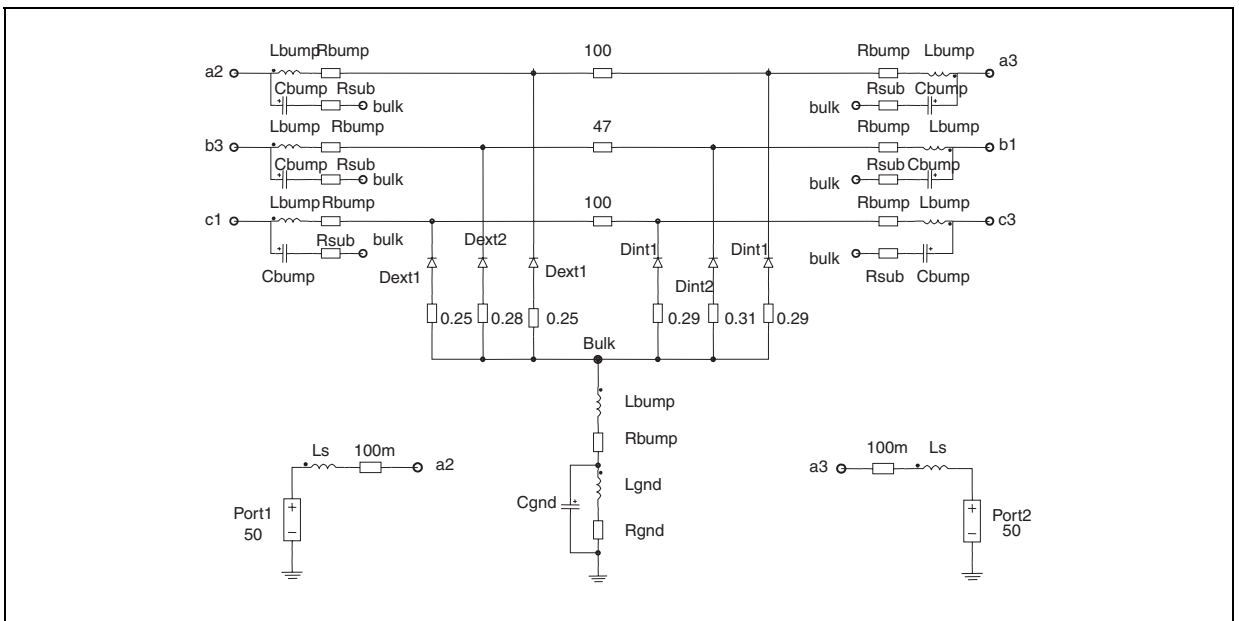 LbumpRbump 100 Rbump Lbump
a2 a3
Cbump Rsub bulk Rsub Cbump
Lbump Rbump 47 bulk Rbump Lbump
b3 b1
Cbump Rsub bulk Rsub Cbump
Lbump Rbump 100 bulk Rbump Lbump
c1 c3
Rsub bulk Dext2 Dint1 Dint1 bulk
Cbump Dext1 Dext1 Dint2 Rsub Cbump
0.25 0.28 0.25 0.29 0.31 0.29
Bulk
Lbump
Rbump
Ls 100m 100m Ls
a2 a3
Lgnd
Cgnd
Port1 + + Port2
50 − Rgnd − 50